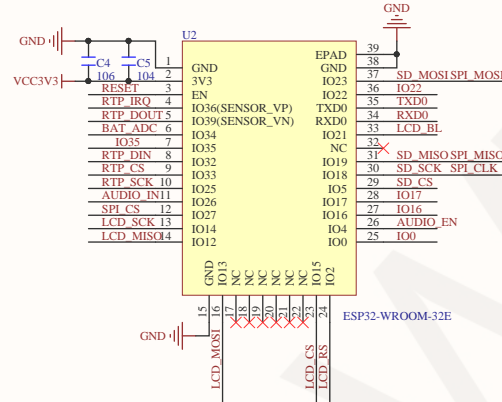 GND
U2
GND
C4
106
C5
104
VCC3V3
1 GND
2 3V3
RESET 3 EN
RTP_IRQ 4 IO36(SENSOR_VP)
RTP_DOUT 5 IO39(SENSOR_VN)
BAT_ADC 6 IO34
IO35 7 IO35
RTP_DIN 8 IO32
RTP_CS 9 IO33
RTP_SCK 10 IO25
AUDIO_IN 11 IO26
SPI_CS 12 IO27
LCD_SCK 13 IO14
LCD_MISO 14 IO12
EPAD 39
GND 38
IO23 37 SD_MOSI SPI_MOSI
IO22 36 IO22
TXD0 35 TXD0
RXD0 34 RXD0
IO21 33 LCD_BL
NC 32
IO19 31 SD_MISO SPI_MISO
IO18 30 SD_SCK SPI_CLK
IO5 29 SD_CS
IO17 28 IO17
IO16 27 IO16
IO4 26 AUDIO_EN
IO0 25 IO0
GND IO13 NC NC NC NC NC NC IO15 IO2
15 16 17 18 19 20 21 22 23 24
ESP32-WROOM-32E
GND
LCD_MOSI
LCD_CS
LCD_RS